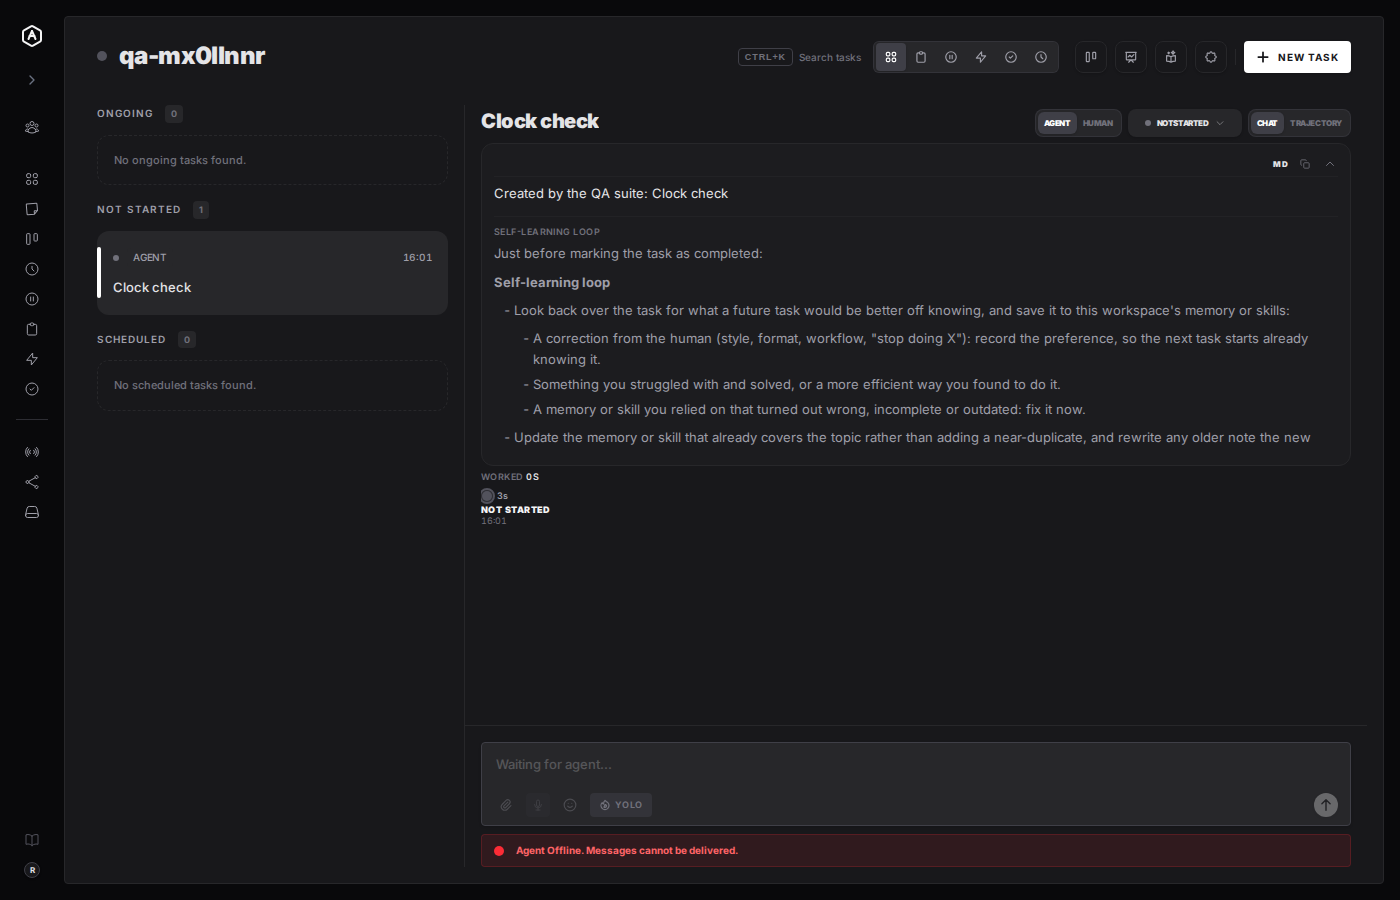 qa-mx0llnnr
CTRL+K Search tasks
NEW TASK
ONGOING 0
No ongoing tasks found.
NOT STARTED 1
AGENT 16:01
Clock check
SCHEDULED 0
No scheduled tasks found.
Clock check
AGENT HUMAN NOTSTARTED CHAT TRAJECTORY
MD
Created by the QA suite: Clock check
SELF-LEARNING LOOP
Just before marking the task as completed:
Self-learning loop
- Look back over the task for what a future task would be better off knowing, and save it to this workspace's memory or skills:
- A correction from the human (style, format, workflow, "stop doing X"): record the preference, so the next task starts already
knowing it.
- Something you struggled with and solved, or a more efficient way you found to do it.
- A memory or skill you relied on that turned out wrong, incomplete or outdated: fix it now.
- Update the memory or skill that already covers the topic rather than adding a near-duplicate, and rewrite any older note the new
WORKED 0S
3s
NOT STARTED
16:01
Waiting for agent...
YOLO
Agent Offline. Messages cannot be delivered.
R